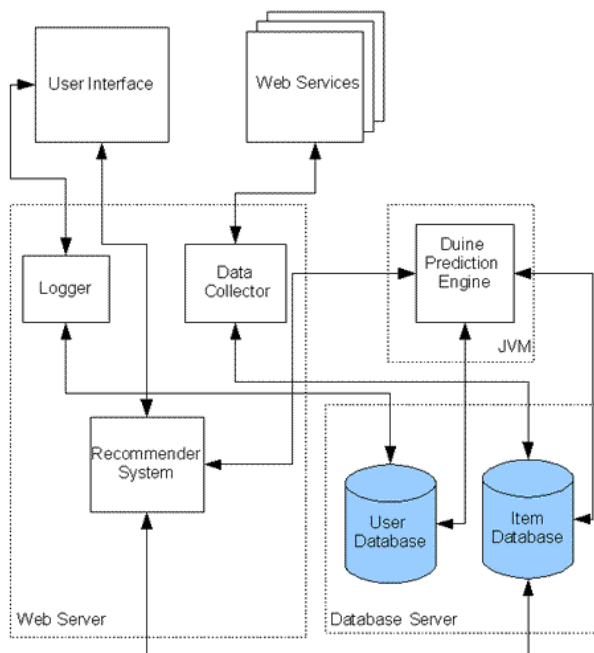 User Interface
Web Services
Logger
Data
Collector
Duine
Prediction
Engine
JVM
Recommender
System
User
Database
Item
Database
Web Server
Database Server